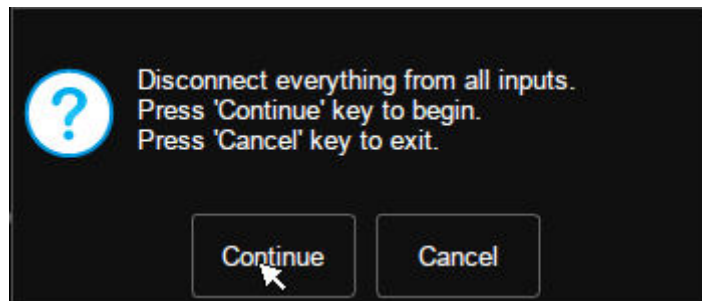 Disconnect everything from all inputs.
Press 'Continue' key to begin.
Press 'Cancel' key to exit.
Continue
Cancel